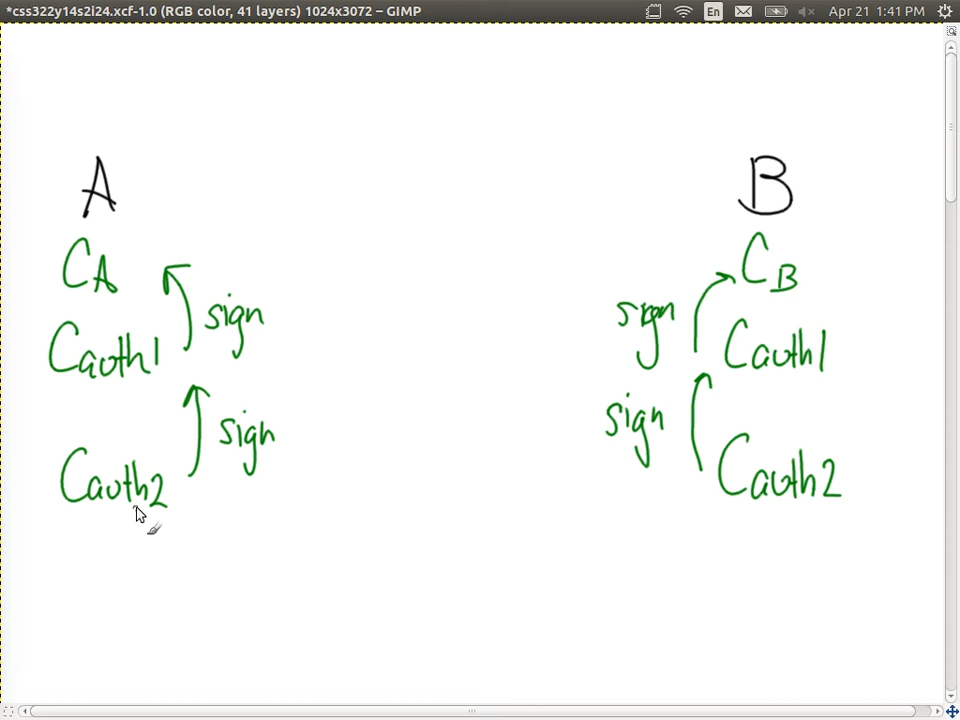 *css322y14s2i24.xcf-1.0 (RGB color, 41 layers) 1024x3072 – GIMP
En
Apr 21 1:41 PM
A
CA
sign
Cauth1
sign
Cauth2
B
CB
sign
Cauth1
sign
Cauth2